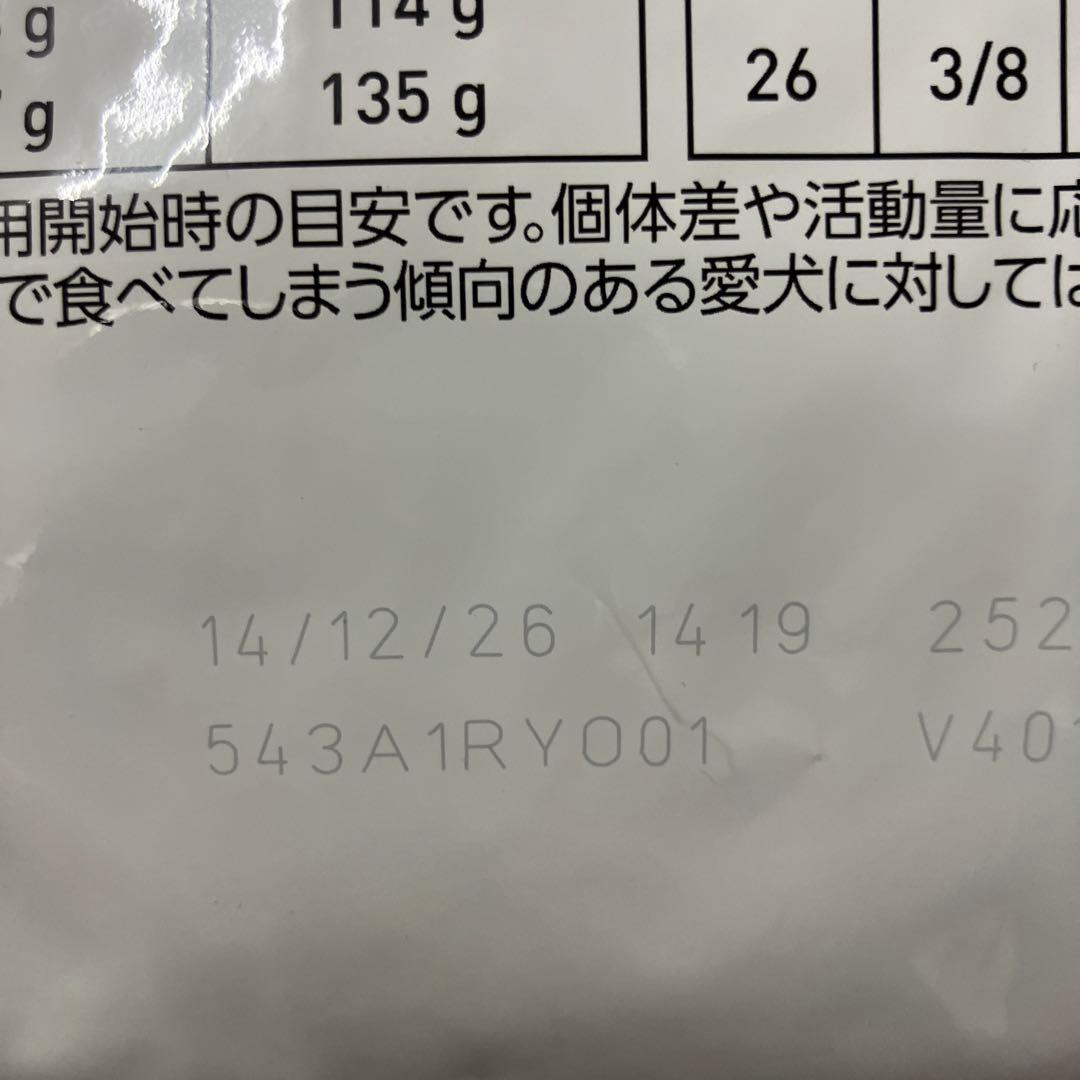 g 114 g
g 135 g 26 3/8
用開始時の目安です。個体差や活動量に応
で食べてしまう傾向のある愛犬に対しては
14/12/26 14 19 252
543A1RYO01 V401